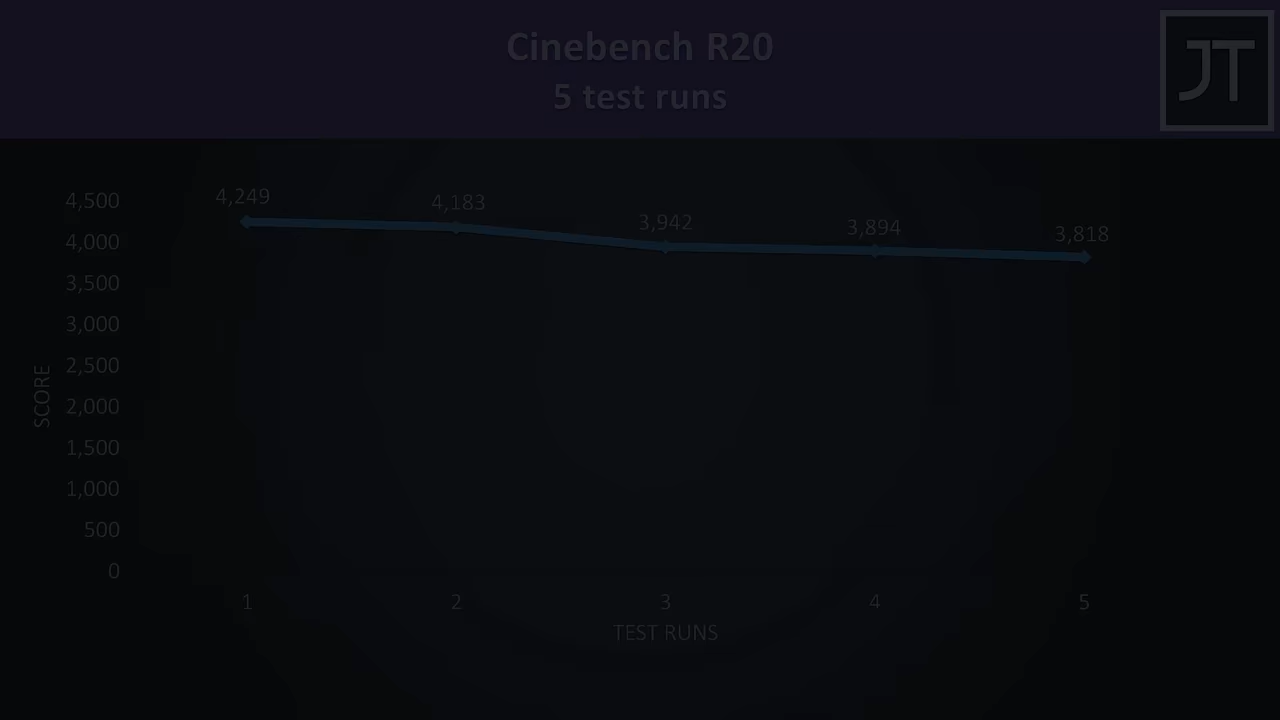 Cinebench R20
5 test runs
JT
4,249
4,183
3,942
3,894
3,818
4,500
4,000
3,500
3,000
2,500
2,000
1,500
1,000
500
0
SCORE
1 2 3 4 5
TEST RUNS